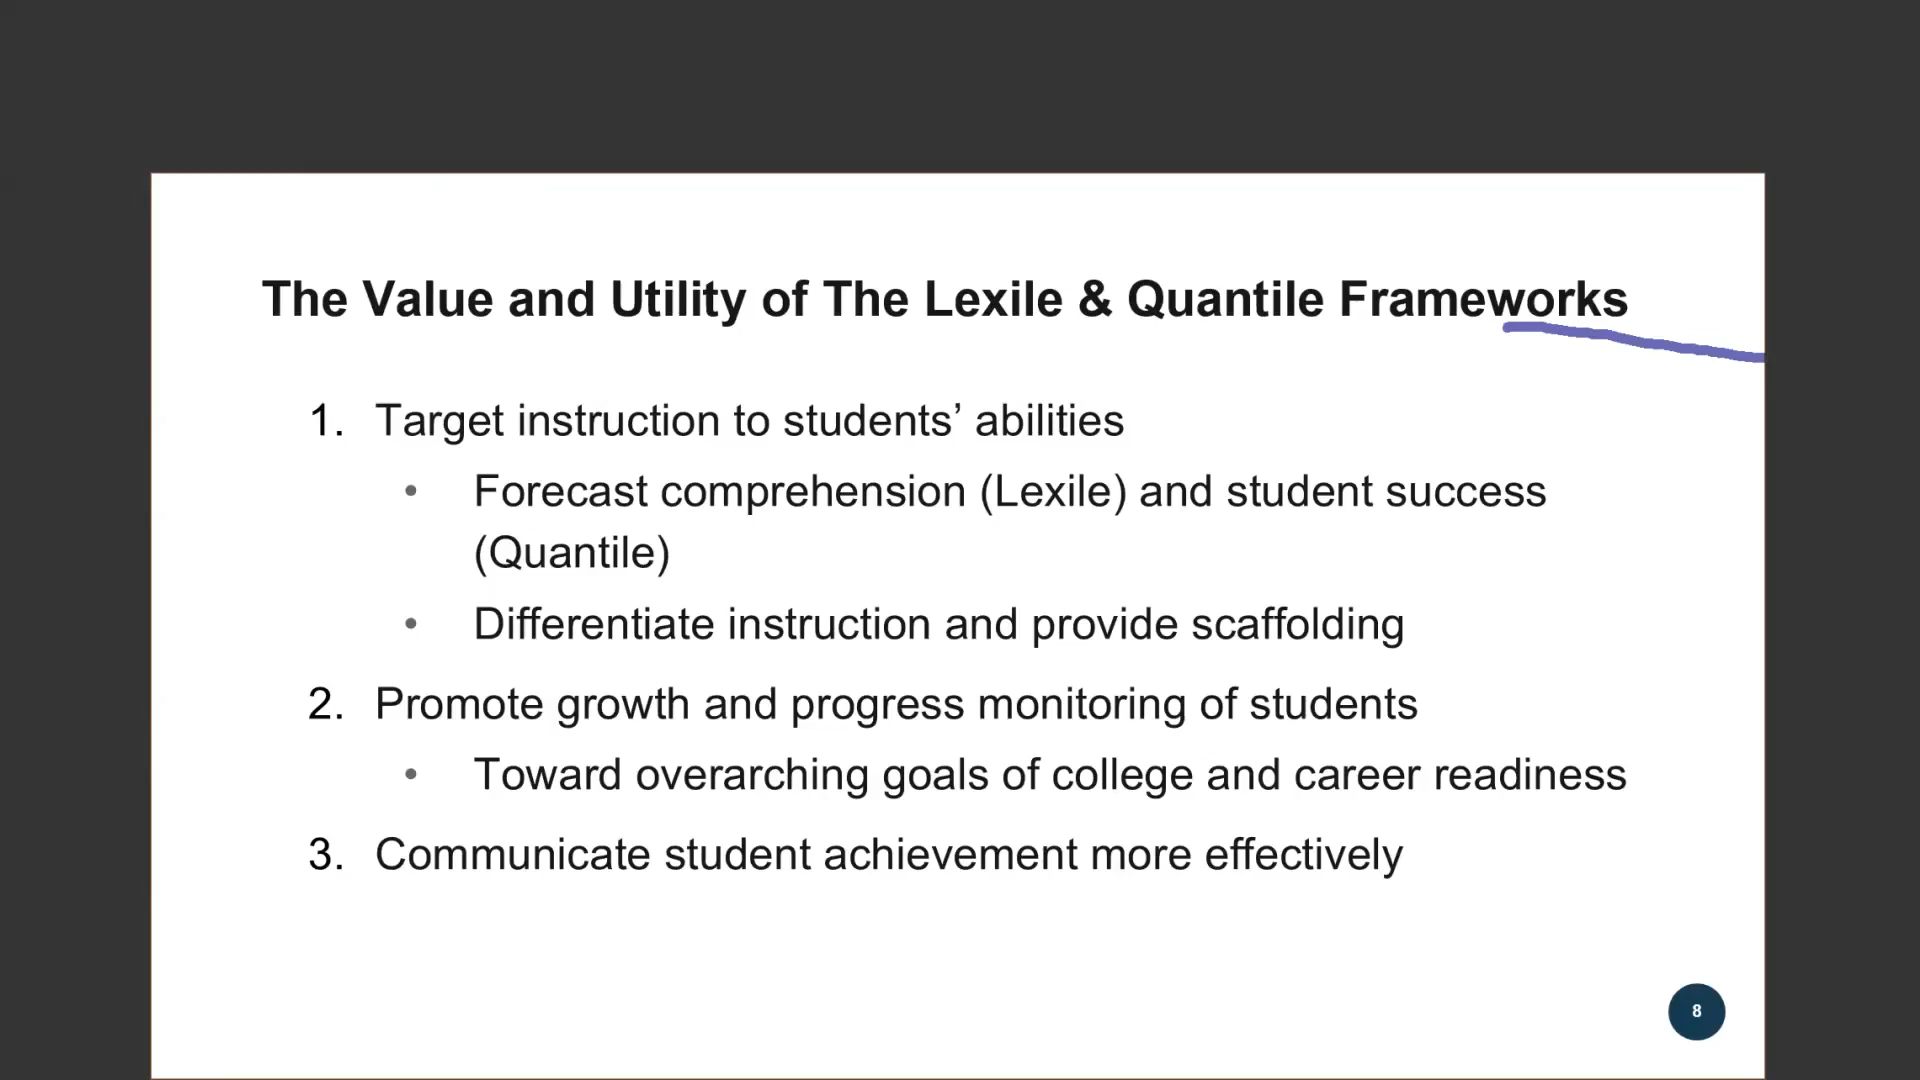 The Value and Utility of The Lexile & Quantile Frameworks
1. Target instruction to students’ abilities
• Forecast comprehension (Lexile) and student success
(Quantile)
• Differentiate instruction and provide scaffolding
2. Promote growth and progress monitoring of students
• Toward overarching goals of college and career readiness
3. Communicate student achievement more effectively
8